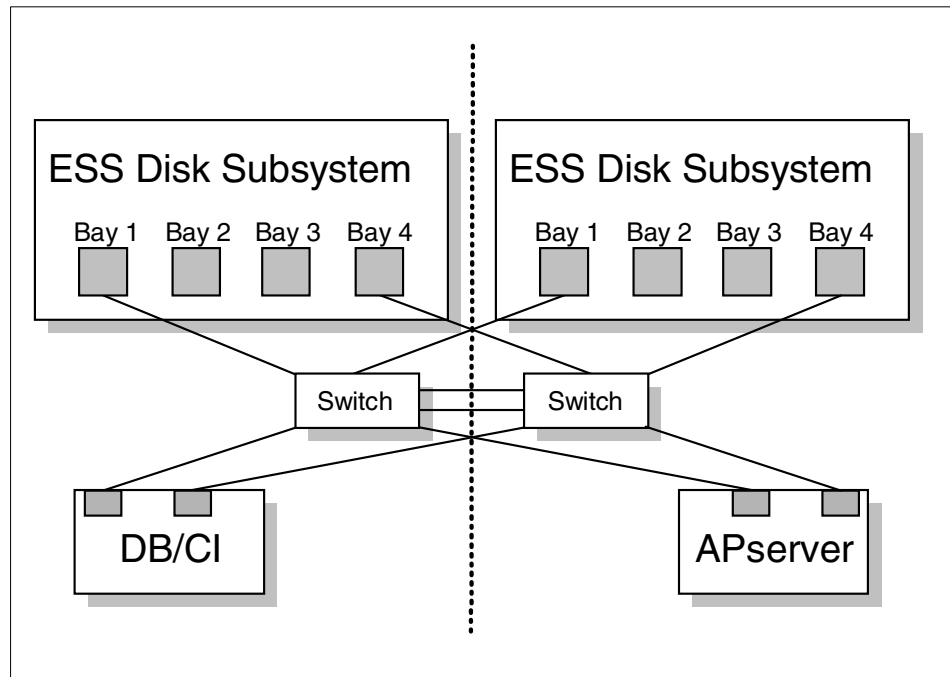 ESS Disk Subsystem
Bay 1 Bay 2 Bay 3 Bay 4
ESS Disk Subsystem
Bay 1 Bay 2 Bay 3 Bay 4
Switch
Switch
DB/CI
APserver